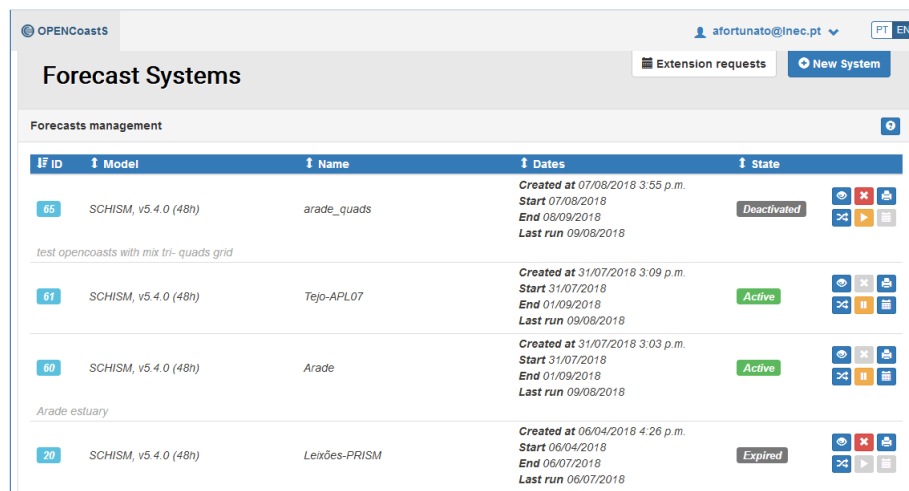 OPENCoastS
afortunato@lnec.pt
PT EN
Forecast Systems
Extension requests
New System
Forecasts management
ID Model Name Dates State
65 SCHISM, v5.4.0 (48h) arade_quads
Created at 07/08/2018 3:55 p.m.
Start 07/08/2018
End 08/09/2018
Last run 09/08/2018
Deactivated
test opencoasts with mix tri- quads grid
61 SCHISM, v5.4.0 (48h) Tejo-APL07
Created at 31/07/2018 3:09 p.m.
Start 31/07/2018
End 01/09/2018
Last run 09/08/2018
Active
60 SCHISM, v5.4.0 (48h) Arade
Created at 31/07/2018 3:03 p.m.
Start 31/07/2018
End 01/09/2018
Last run 09/08/2018
Active
Arade estuary
20 SCHISM, v5.4.0 (48h) Leixões-PRISM
Created at 06/04/2018 4:26 p.m.
Start 06/04/2018
End 06/07/2018
Last run 06/07/2018
Expired